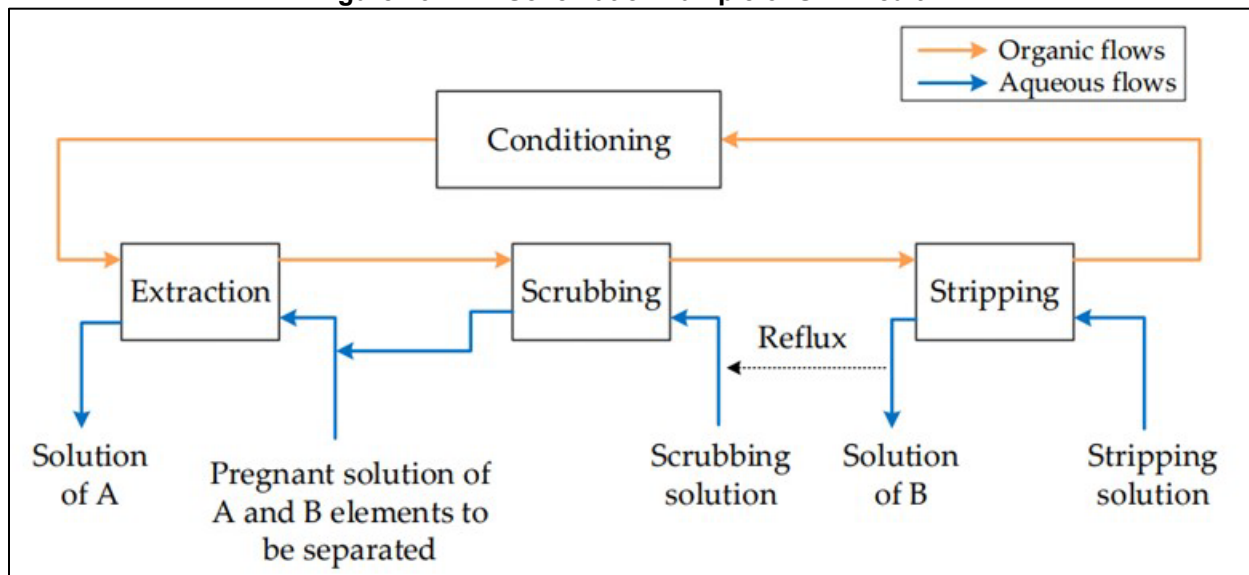 Organic flows
Aqueous flows
Conditioning
Extraction
Scrubbing
Stripping
Reflux
Solution
of A
Pregnant solution of
A and B elements to
be separated
Scrubbing
solution
Solution
of B
Stripping
solution